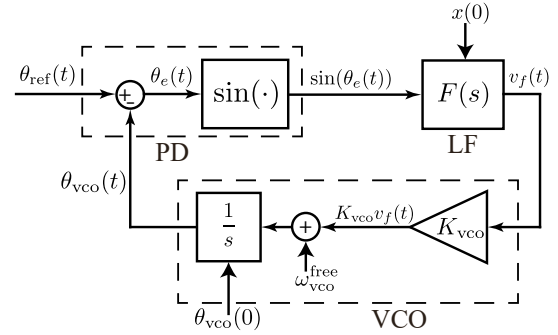 x(0)
θ_ref(t)
θ_e(t)
sin(·)
sin(θ_e(t))
F(s)
v_f(t)
+
-
PD
LF
θ_vco(t)
1/s
+
K_vco v_f(t)
K_vco
ω_vco^free
θ_vco(0)
VCO